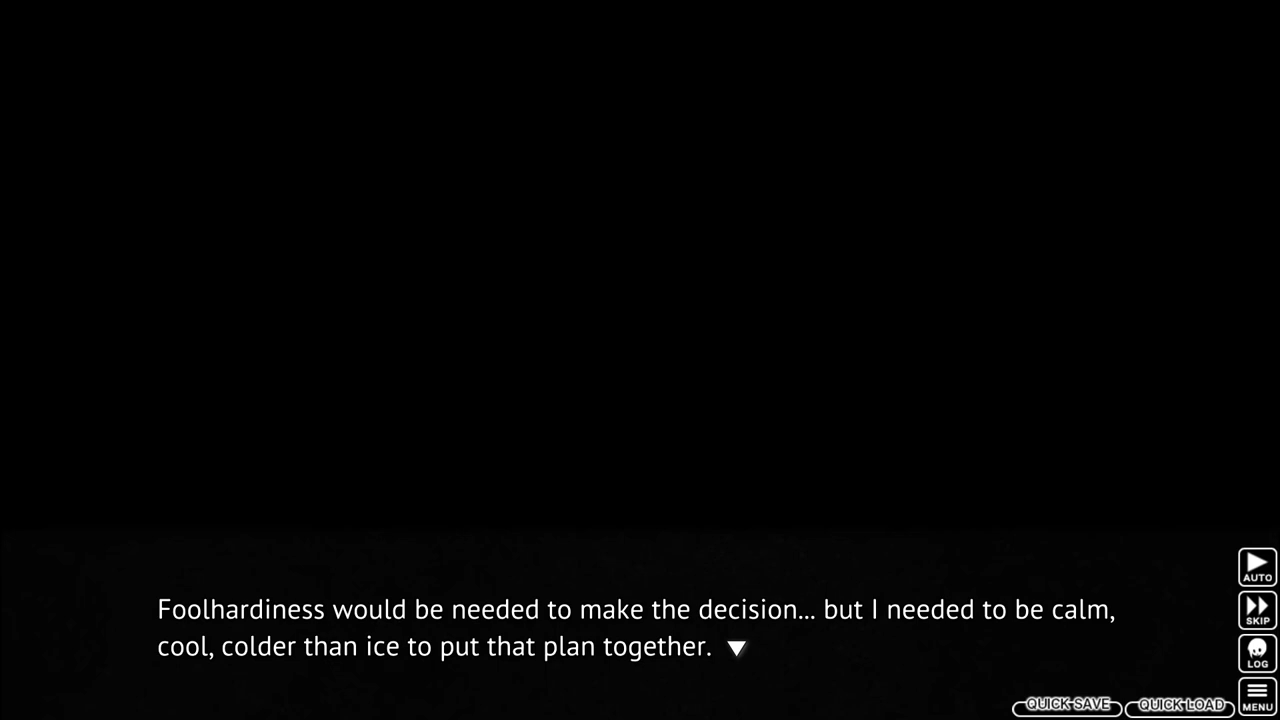 Foolhardiness would be needed to make the decision... but I needed to be calm,
cool, colder than ice to put that plan together.
AUTO
SKIP
LOG
MENU
QUICK SAVE
QUICK LOAD